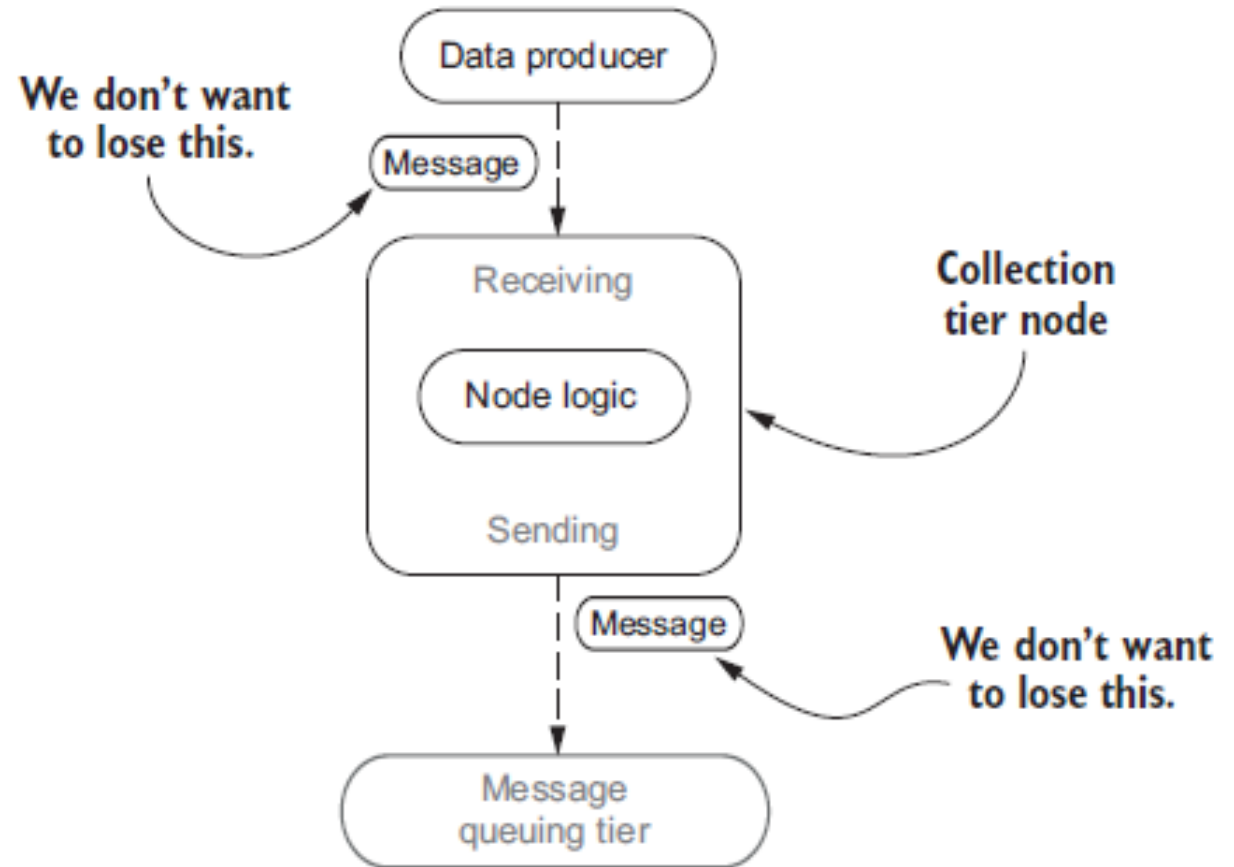 Data producer
We don’t want
to lose this.
Message
Receiving
Collection
tier node
Node logic
Sending
Message
We don’t want
to lose this.
Message
queuing tier